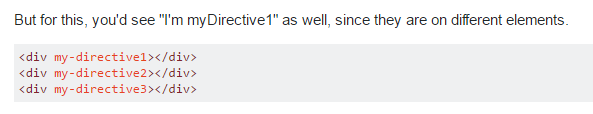 But for this, you'd see "I'm myDirective1" as well, since they are on different elements.
<div my-directive1></div>
<div my-directive2></div>
<div my-directive3></div>